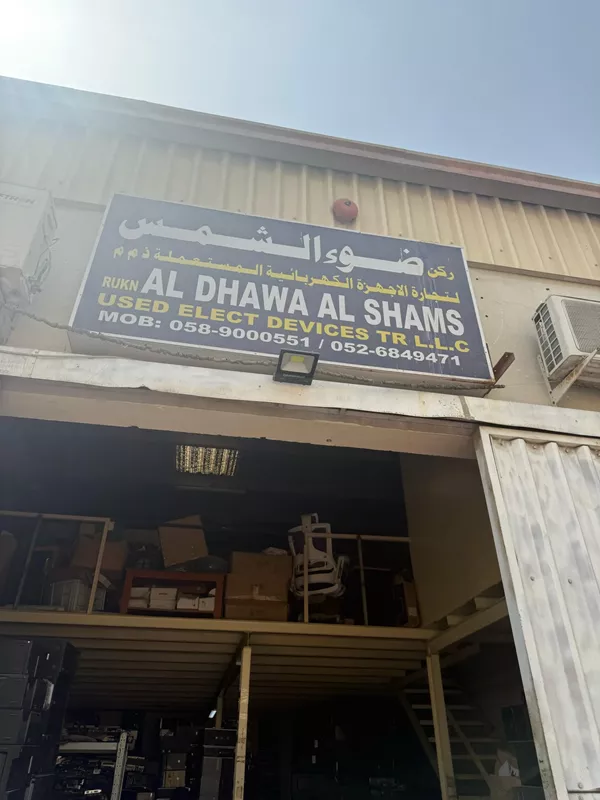 ركن ضوء الشمس
لتجارة الاجهزة الكهربائية المستعملة ذ م م
RUKN AL DHAWA AL SHAMS
USED ELECT DEVICES TR L.L.C
MOB: 058-9000551 / 052-6849471